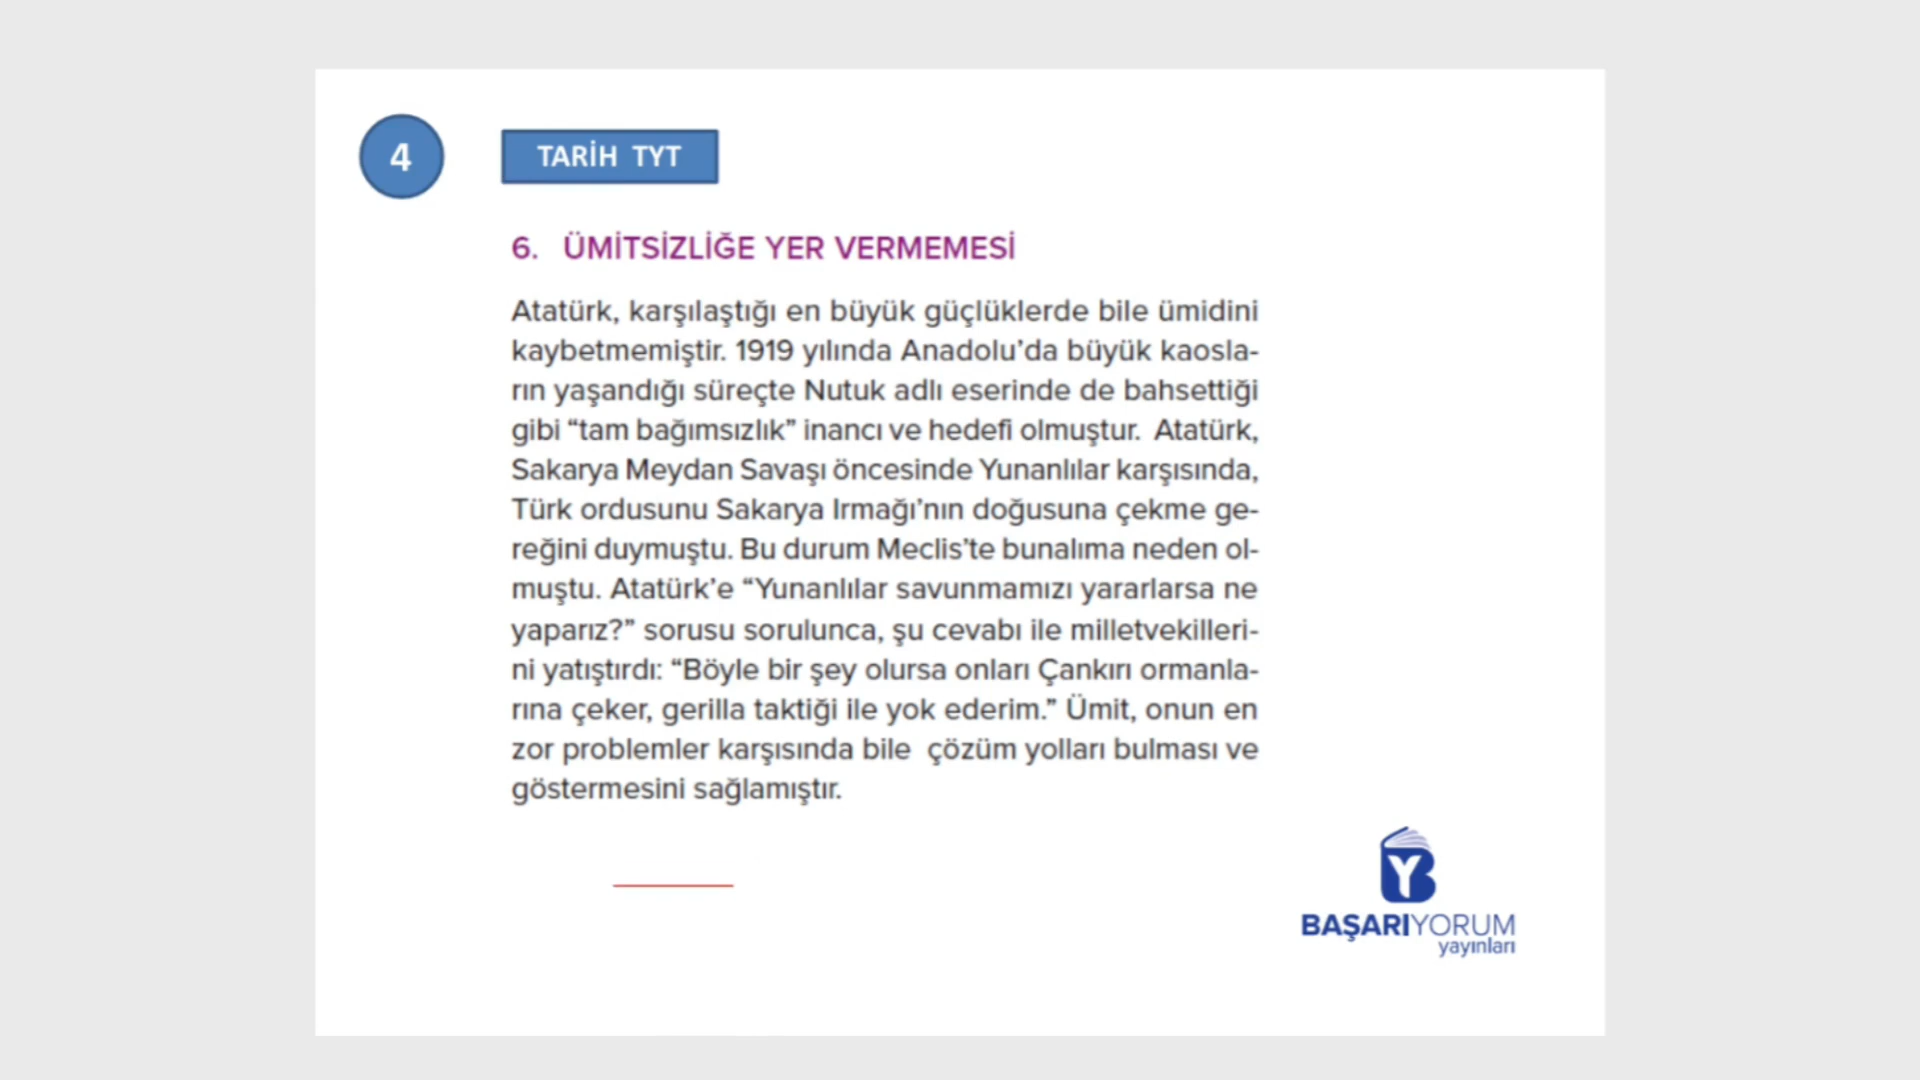 4
TARİH TYT
6. ÜMİTSİZLİĞE YER VERMEMESİ
Atatürk, karşılaştığı en büyük güçlüklerde bile ümidini
kaybetmemiştir. 1919 yılında Anadolu’da büyük kaosla-
rın yaşandığı süreçte Nutuk adlı eserinde de bahsettiği
gibi “tam bağımsızlık” inancı ve hedefi olmuştur. Atatürk,
Sakarya Meydan Savaşı öncesinde Yunanlılar karşısında,
Türk ordusunu Sakarya Irmağı’nın doğusuna çekme ge-
reğini duymuştu. Bu durum Meclis’te bunalıma neden ol-
muştu. Atatürk’e “Yunanlılar savunmamızı yararlarsa ne
yaparız?” sorusu sorulunca, şu cevabı ile milletvekilleri-
ni yatıştırdı: “Böyle bir şey olursa onları Çankırı ormanla-
rına çeker, gerilla taktiği ile yok ederim.” Ümit, onun en
zor problemler karşısında bile çözüm yolları bulması ve
göstermesini sağlamıştır.
BAŞARIYORUM
yayınları